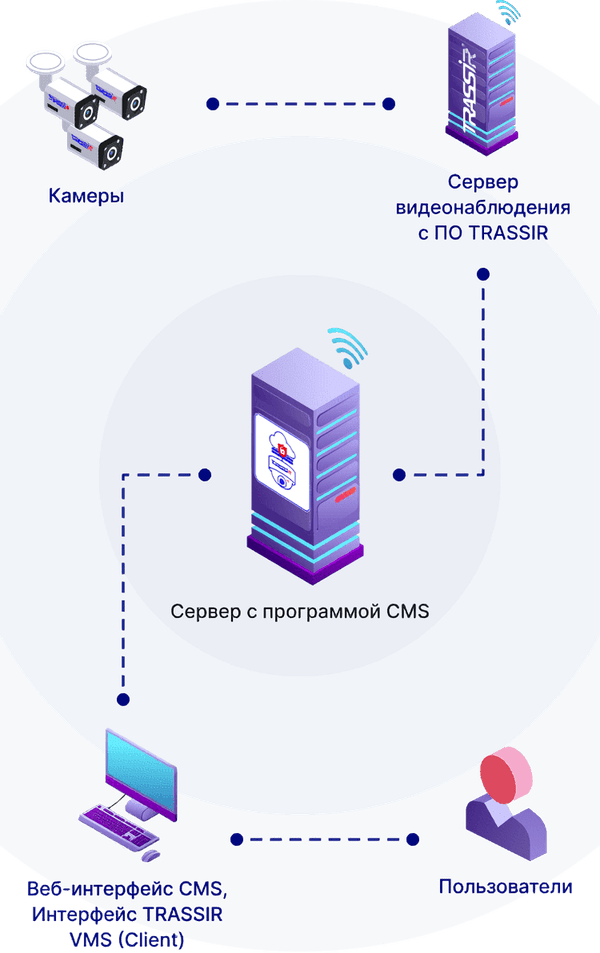 TRASSIR
Камеры
Сервер
видеонаблюдения
с ПО TRASSIR
Сервер с программой CMS
Веб-интерфейс CMS,
Интерфейс TRASSIR
VMS (Client)
Пользователи